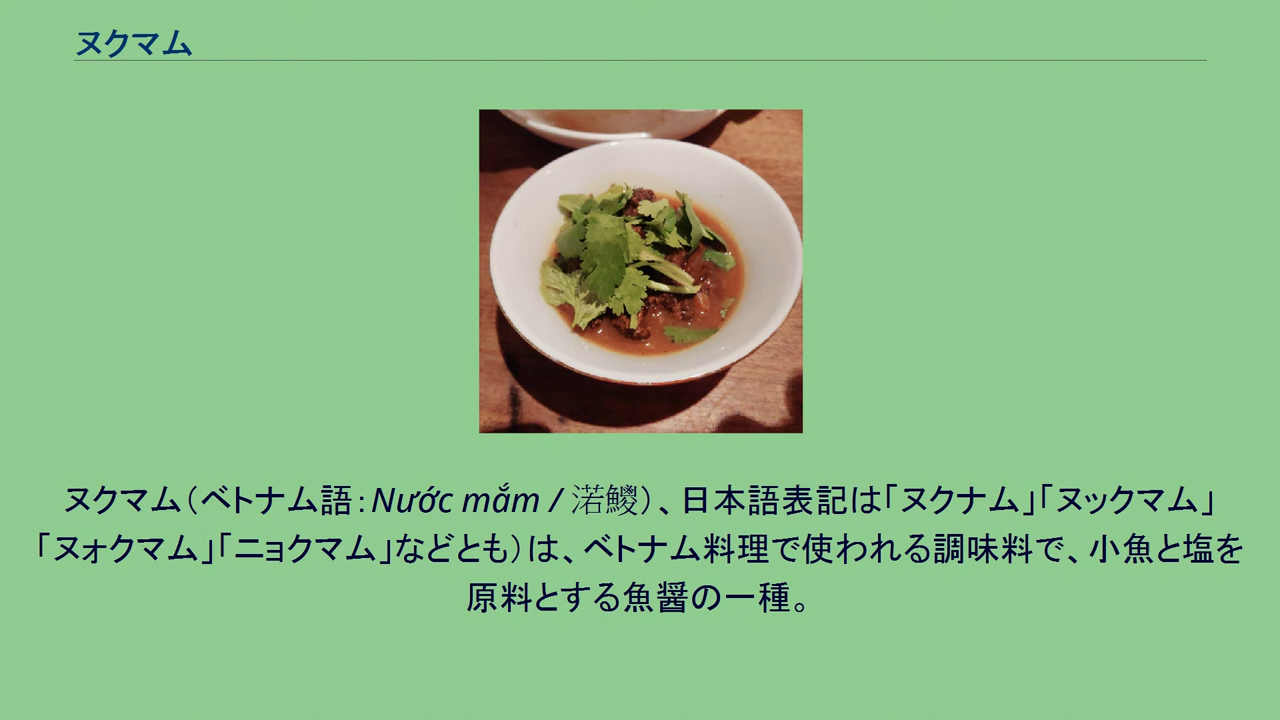 ヌクマム
ヌクマム（ベトナム語：Nước mắm / 渃𩻐）、日本語表記は「ヌクナム」「ヌックマム」
「ヌォクマム」「ニョクマム」などとも）は、ベトナム料理で使われる調味料で、小魚と塩を
原料とする魚醤の一種。